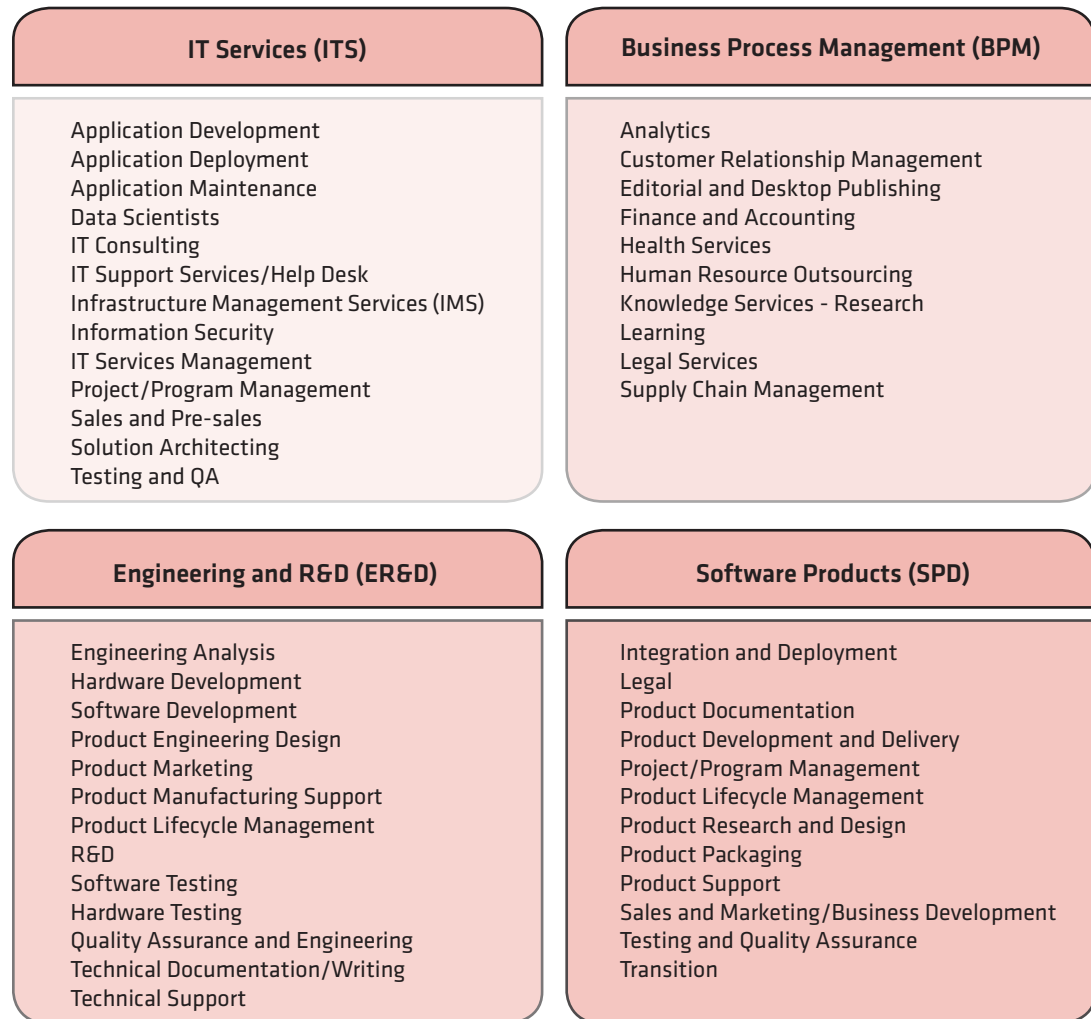 IT Services (ITS)
Application Development
Application Deployment
Application Maintenance
Data Scientists
IT Consulting
IT Support Services/Help Desk
Infrastructure Management Services (IMS)
Information Security
IT Services Management
Project/Program Management
Sales and Pre-sales
Solution Architecting
Testing and QA
Business Process Management (BPM)
Analytics
Customer Relationship Management
Editorial and Desktop Publishing
Finance and Accounting
Health Services
Human Resource Outsourcing
Knowledge Services - Research
Learning
Legal Services
Supply Chain Management
Engineering and R&D (ER&D)
Engineering Analysis
Hardware Development
Software Development
Product Engineering Design
Product Marketing
Product Manufacturing Support
Product Lifecycle Management
R&D
Software Testing
Hardware Testing
Quality Assurance and Engineering
Technical Documentation/Writing
Technical Support
Software Products (SPD)
Integration and Deployment
Legal
Product Documentation
Product Development and Delivery
Project/Program Management
Product Lifecycle Management
Product Research and Design
Product Packaging
Product Support
Sales and Marketing/Business Development
Testing and Quality Assurance
Transition